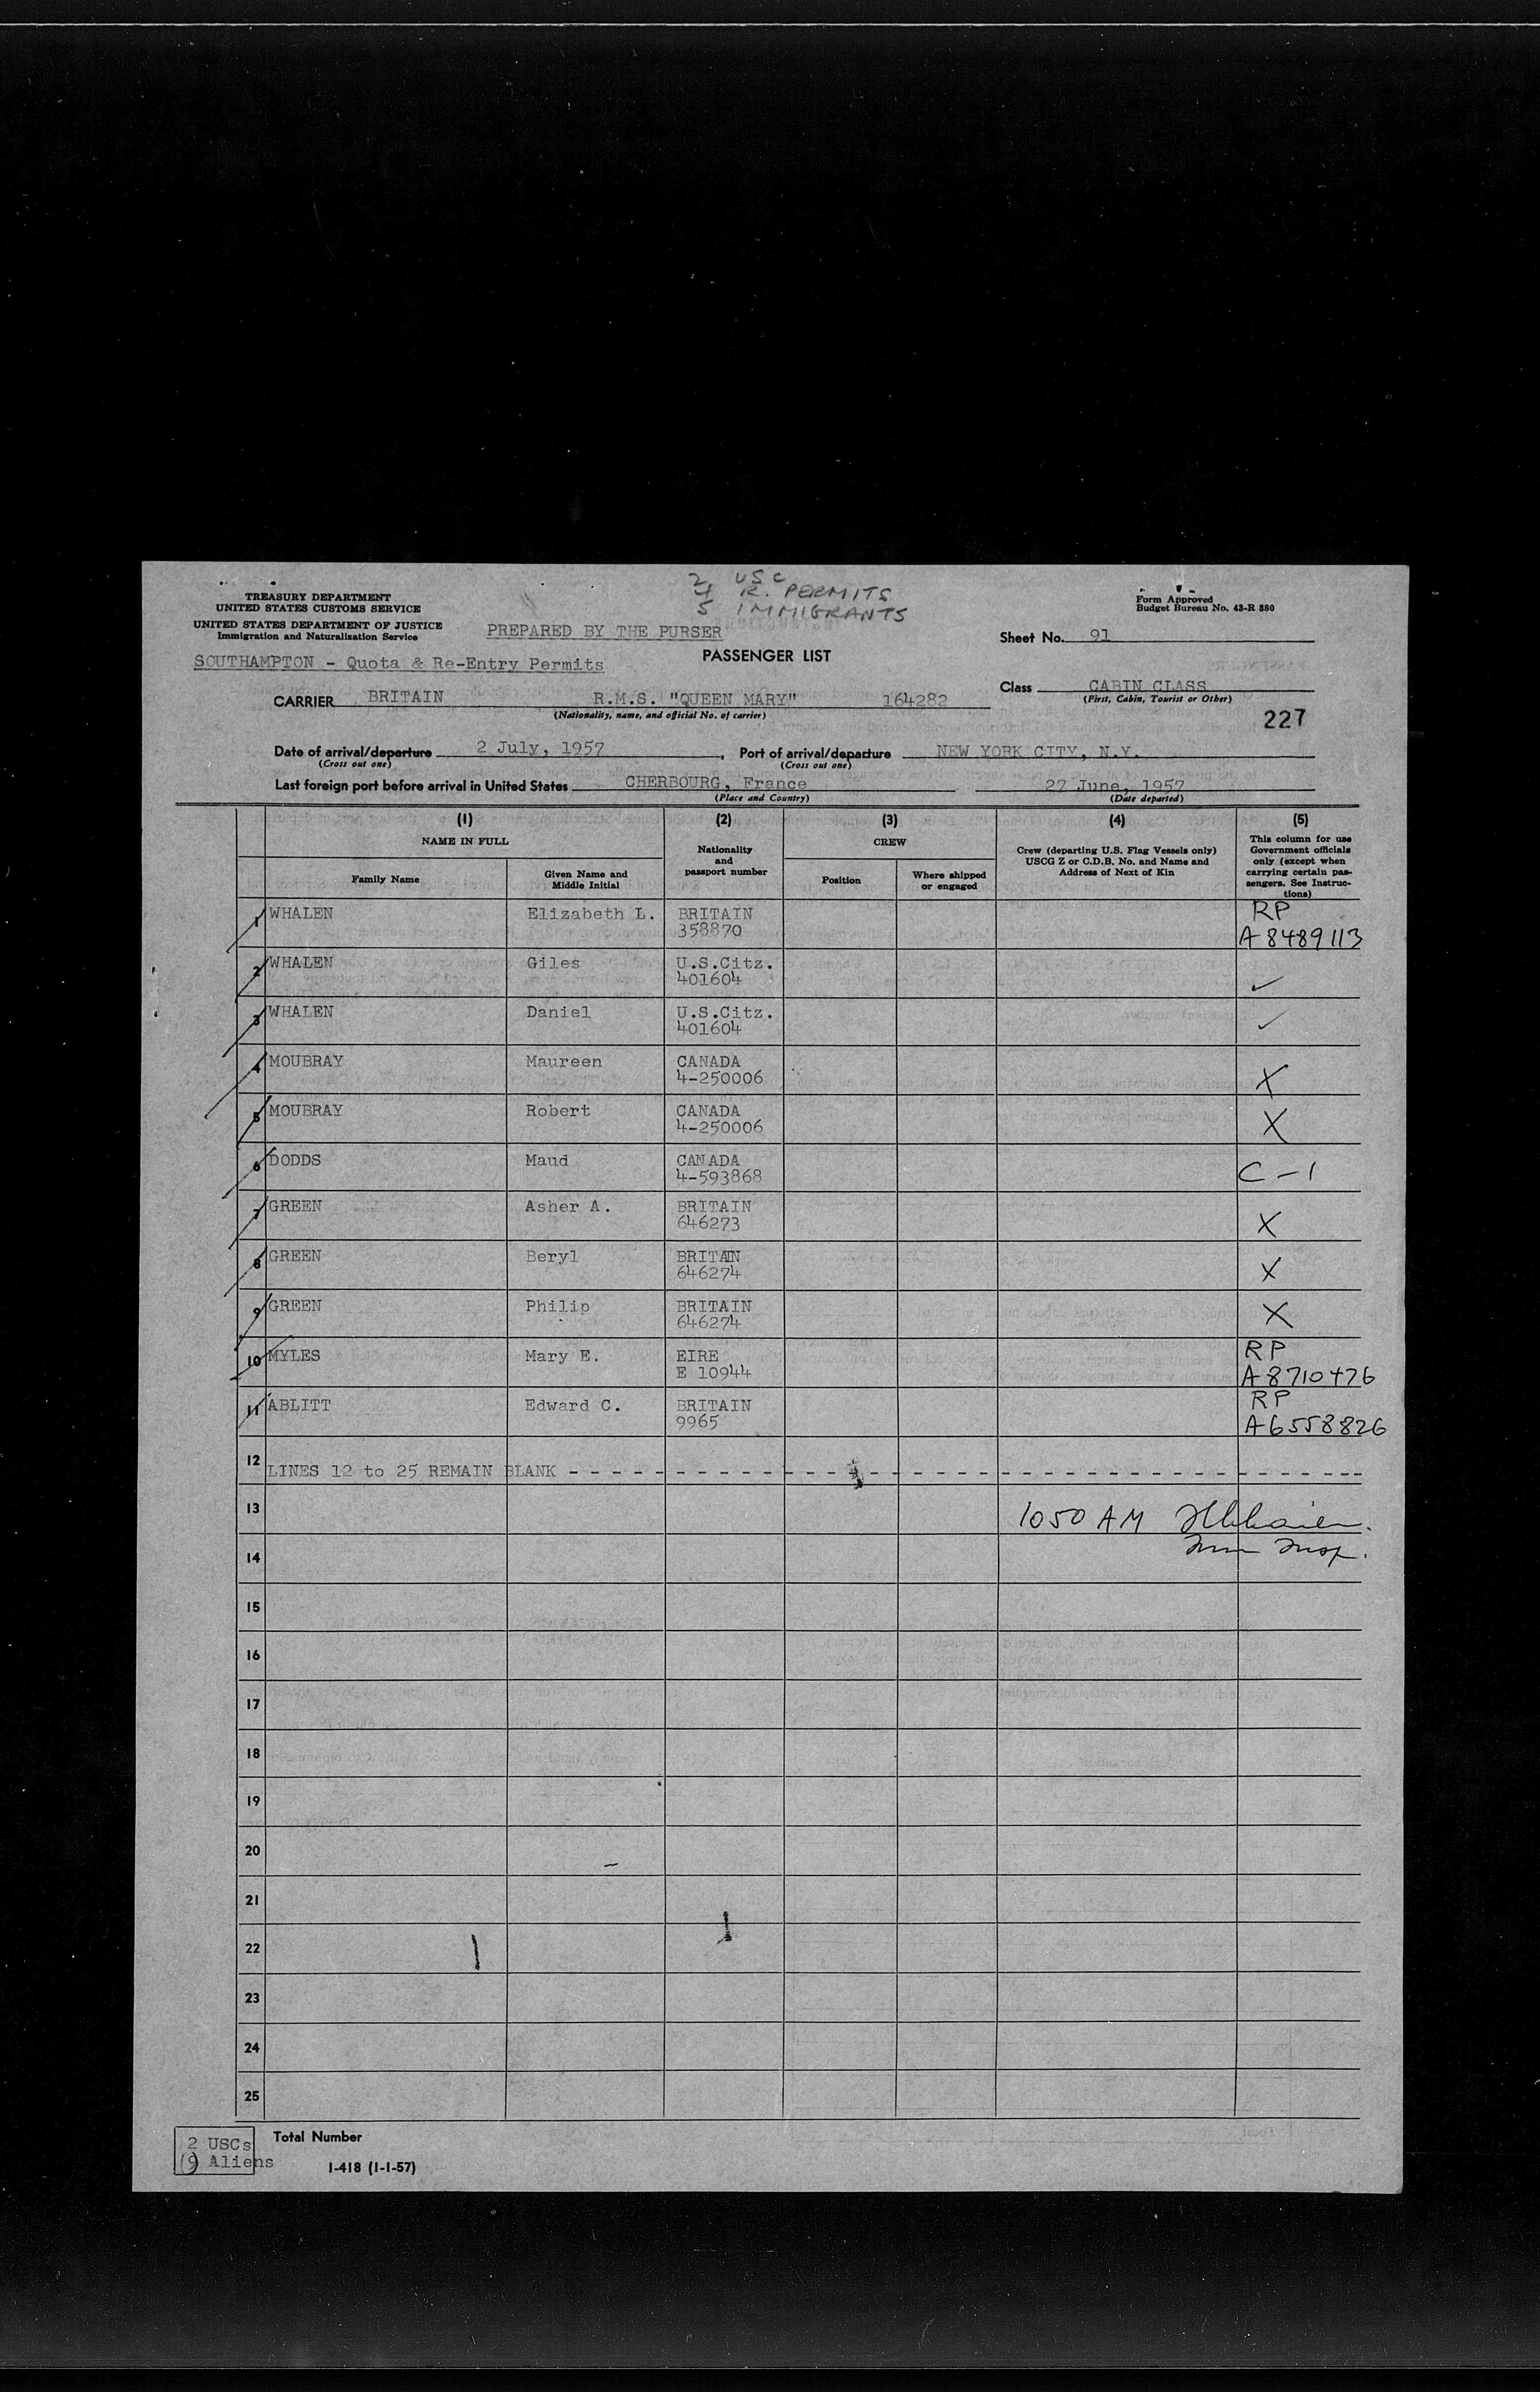 2 USC
4 R. PERMITS
5 IMMIGRANTS
TREASURY DEPARTMENT
UNITED STATES CUSTOMS SERVICE
UNITED STATES DEPARTMENT OF JUSTICE
Immigration and Naturalization Service
Form Approved
Budget Bureau No. 43-R 380
PREPARED BY THE PURSER
Sheet No. 91
PASSENGER LIST
SOUTHAMPTON - Quota & Re-Entry Permits
Class CABIN CLASS
(First, Cabin, Tourist or Other)
CARRIER BRITAIN R.M.S. "QUEEN MARY" 164282
(Nationality, name, and official No. of carrier)
227
Date of arrival/departure 2 July, 1957, Port of arrival/departure NEW YORK CITY, N.Y.
(Cross out one) (Cross out one)
Last foreign port before arrival in United States CHERBOURG, France 27 June, 1957
(Place and Country) (Date departed)
(1) (2) (3) (4) (5)
NAME IN FULL
Family Name
Given Name and
Middle Initial
Nationality
and
passport number
CREW
Position
Where shipped
or engaged
Crew (departing U.S. Flag Vessels only)
USCG Z or C.D.B. No. and Name and
Address of Next of Kin
This column for use
Government officials
only (except when
carrying certain pas-
sengers. See Instruc-
tions)
1 WHALEN Elizabeth L. BRITAIN RP
358870 A8489113
2 WHALEN Giles U.S.Citz. ✓
401604
3 WHALEN Daniel U.S.Citz. ✓
401604
4 MOUBRAY Maureen CANADA X
4-250006
5 MOUBRAY Robert CANADA X
4-250006
6 DODDS Maud CANADA C-1
4-593868
7 GREEN Asher A. BRITAIN X
646273
8 GREEN Beryl BRITAIN X
646274
9 GREEN Philip BRITAIN X
646274
10 MYLES Mary E. EIRE RP
E 10944 A8710476
11 ABLITT Edward C. BRITAIN RP
9965 A6558826
12 LINES 12 to 25 REMAIN BLANK - - - - - - - - - - - - - - - - - - - -
13 1050 AM
14 Imm Insp.
15
16
17
18
19
20
21
22
23
24
25
2 USCs
(9) Aliens
Total Number
I-418 (1-1-57)